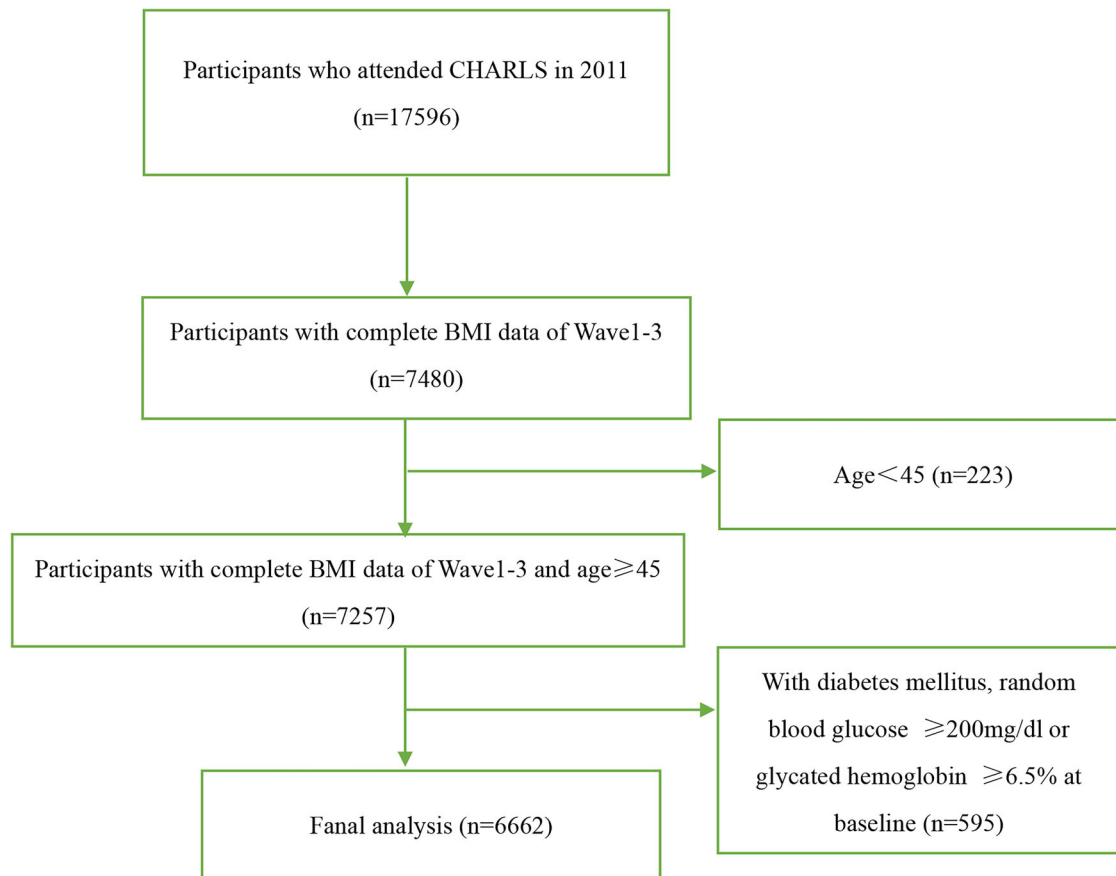 Participants who attended CHARLS in 2011
(n=17596)
Participants with complete BMI data of Wave1-3
(n=7480)
Age＜45 (n=223)
Participants with complete BMI data of Wave1-3 and age≥45
(n=7257)
With diabetes mellitus, random
blood glucose ≥200mg/dl or
glycated hemoglobin ≥6.5% at
baseline (n=595)
Fanal analysis (n=6662)